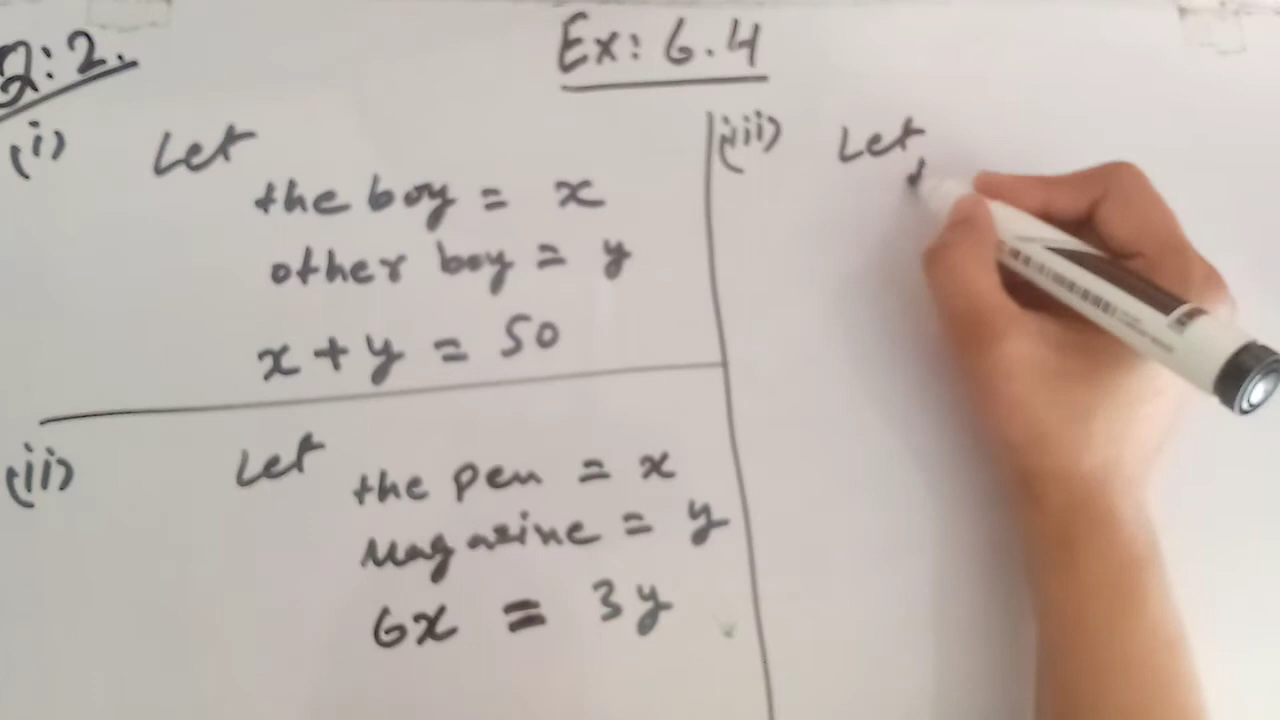 Ex: 6.4
Q:2.
(i) Let
the boy = x
other boy = y
x + y = 50
(ii) Let
the pen = x
Magazine = y
6x = 3y
(iii) Let